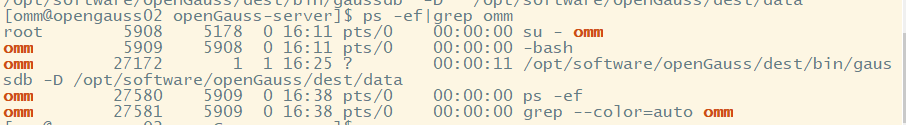 /opt/software/openGauss/dest/bin/gaussdb -D /opt/software/openGauss/dest/data
[omm@opengauss02 openGauss-server]$ ps -ef|grep omm
root 5908 5178 0 16:11 pts/0 00:00:00 su - omm
omm 5909 5908 0 16:11 pts/0 00:00:00 -bash
omm 27172 1 1 16:25 ? 00:00:11 /opt/software/openGauss/dest/bin/gaus
sdb -D /opt/software/openGauss/dest/data
omm 27580 5909 0 16:38 pts/0 00:00:00 ps -ef
omm 27581 5909 0 16:38 pts/0 00:00:00 grep --color=auto omm